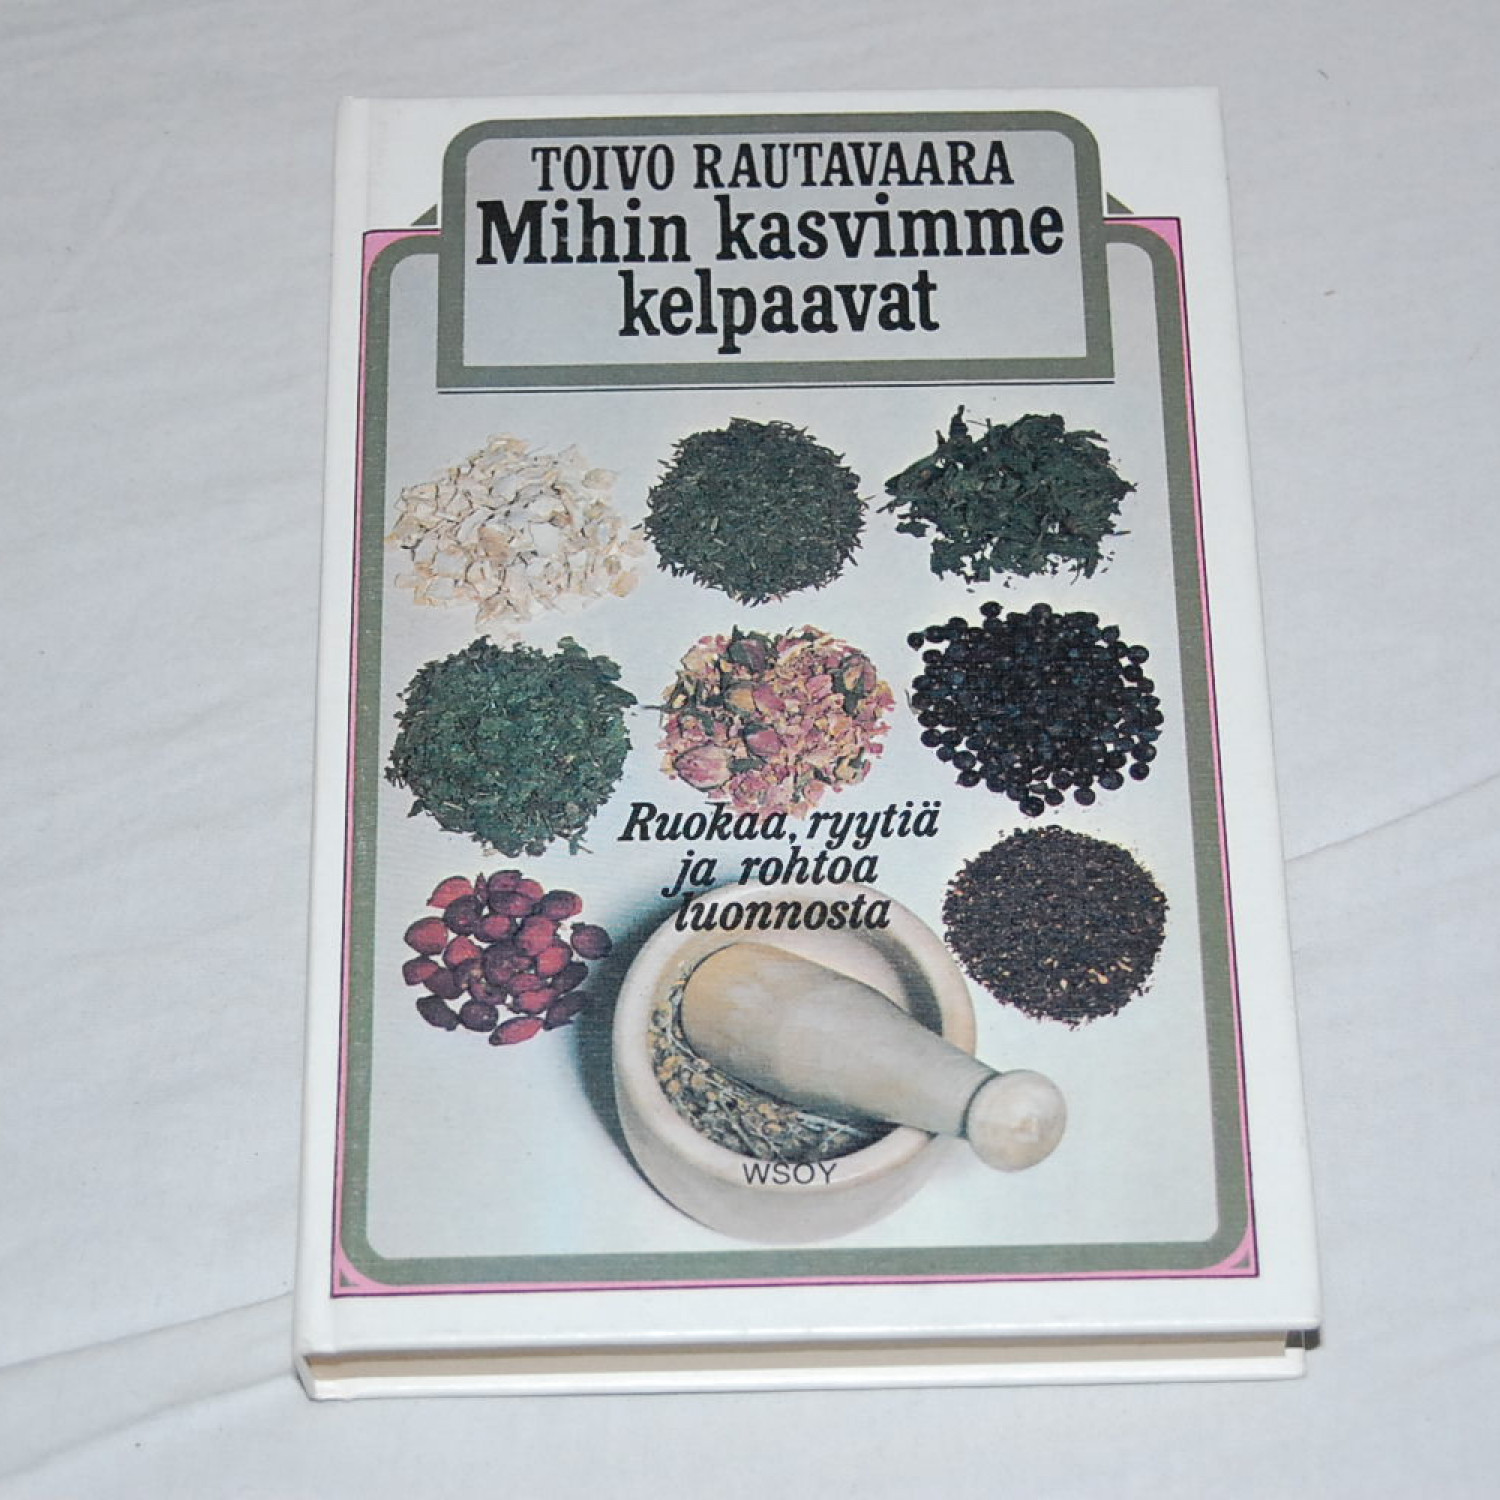 TOIVO RAUTAVAARA
Mihin kasvimme
kelpaavat
Ruokaa, ryytiä
ja rohtoa
luonnosta
WSOY